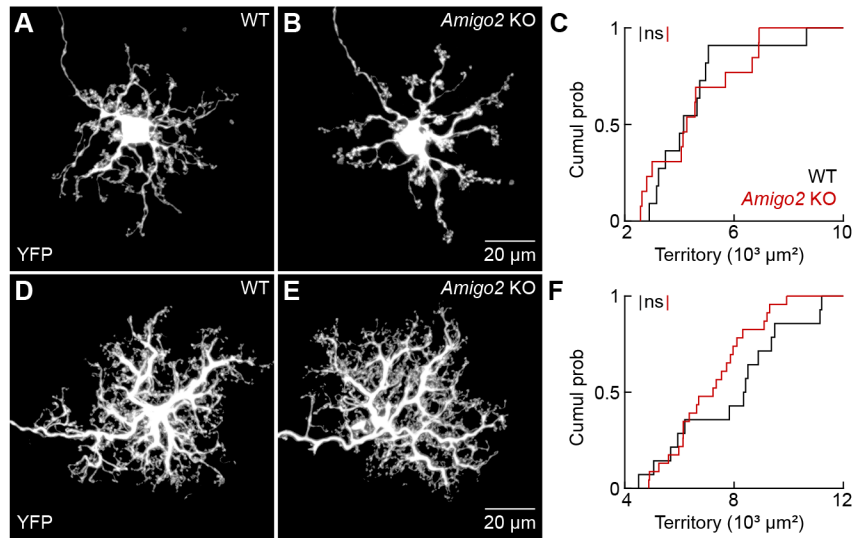 A WT
B Amigo2 KO
C
|ns|
1
0.5
0
Cumul prob
WT
Amigo2 KO
2 6 10
Territory (10³ µm²)
YFP
20 µm
D WT
E Amigo2 KO
F
|ns|
1
0.5
0
Cumul prob
4 8 12
Territory (10³ µm²)
YFP
20 µm